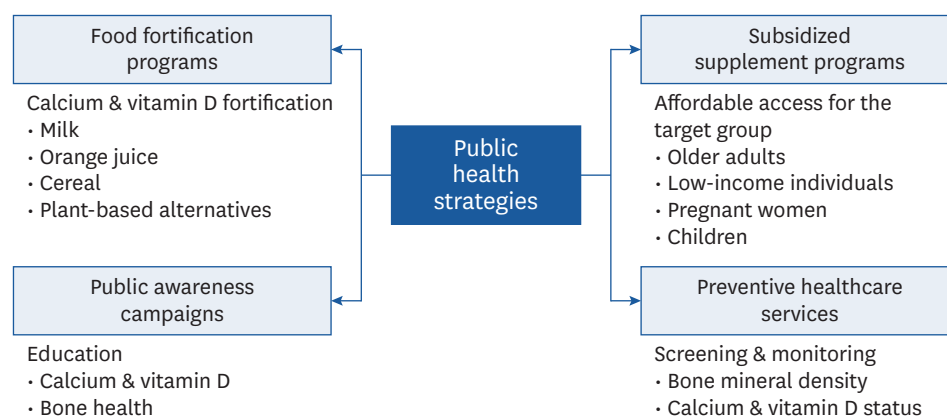 Food fortification
programs
Calcium & vitamin D fortification
· Milk
· Orange juice
· Cereal
· Plant-based alternatives
Public awareness
campaigns
Education
· Calcium & vitamin D
· Bone health
Public
health
strategies
Subsidized
supplement programs
Affordable access for the
target group
· Older adults
· Low-income individuals
· Pregnant women
· Children
Preventive healthcare
services
Screening & monitoring
· Bone mineral density
· Calcium & vitamin D status